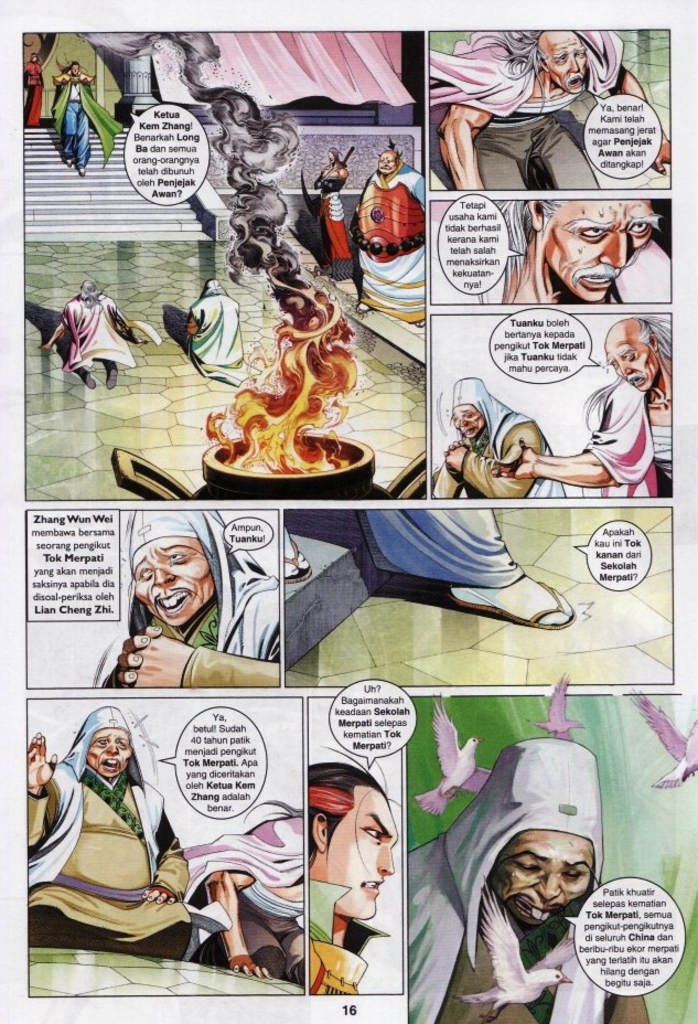 Ketua
Kem Zhang!
Benarkah Long
Ba dan semua
orang-orangnya
telah dibunuh
oleh Penjejak
Awan?
Ya, benar!
Kami telah
memasang jerat
agar Penjejak
Awan akan
ditangkap!
Tetapi
usaha kami
tidak berhasil
kerana kami
telah salah
menaksirkan
kekuatan-
nya!
Tuanku boleh
bertanya kepada
Tok Merpati
jika Tuanku tidak
mahu percaya.
Zhang Wun Wei
membawa bersama
seorang pengikut
Tok Merpati
yang akan menjadi
saksinya apabila dia
disoal-periksa oleh
Lian Cheng Zhi.
Ampun,
Tuanku!
Apakah
kau ini Tok
kanan dari
Sekolah
Merpati?
Ya,
betul! Sudah
40 tahun patik
menjadi pengikut
Tok Merpati. Apa
yang diceritakan
oleh Ketua Kem
Zhang adalah
benar.
Uh?
Bagaimanakah
keadaan Sekolah
Merpati selepas
kematian Tok
Merpati?
Patik khuatir
selepas kematian
Tok Merpati, semua
pengikut-pengikutnya
di seluruh China dan
beribu-ribu ekor merpati
yang terlatih itu akan
hilang dengan
begitu saja.
16